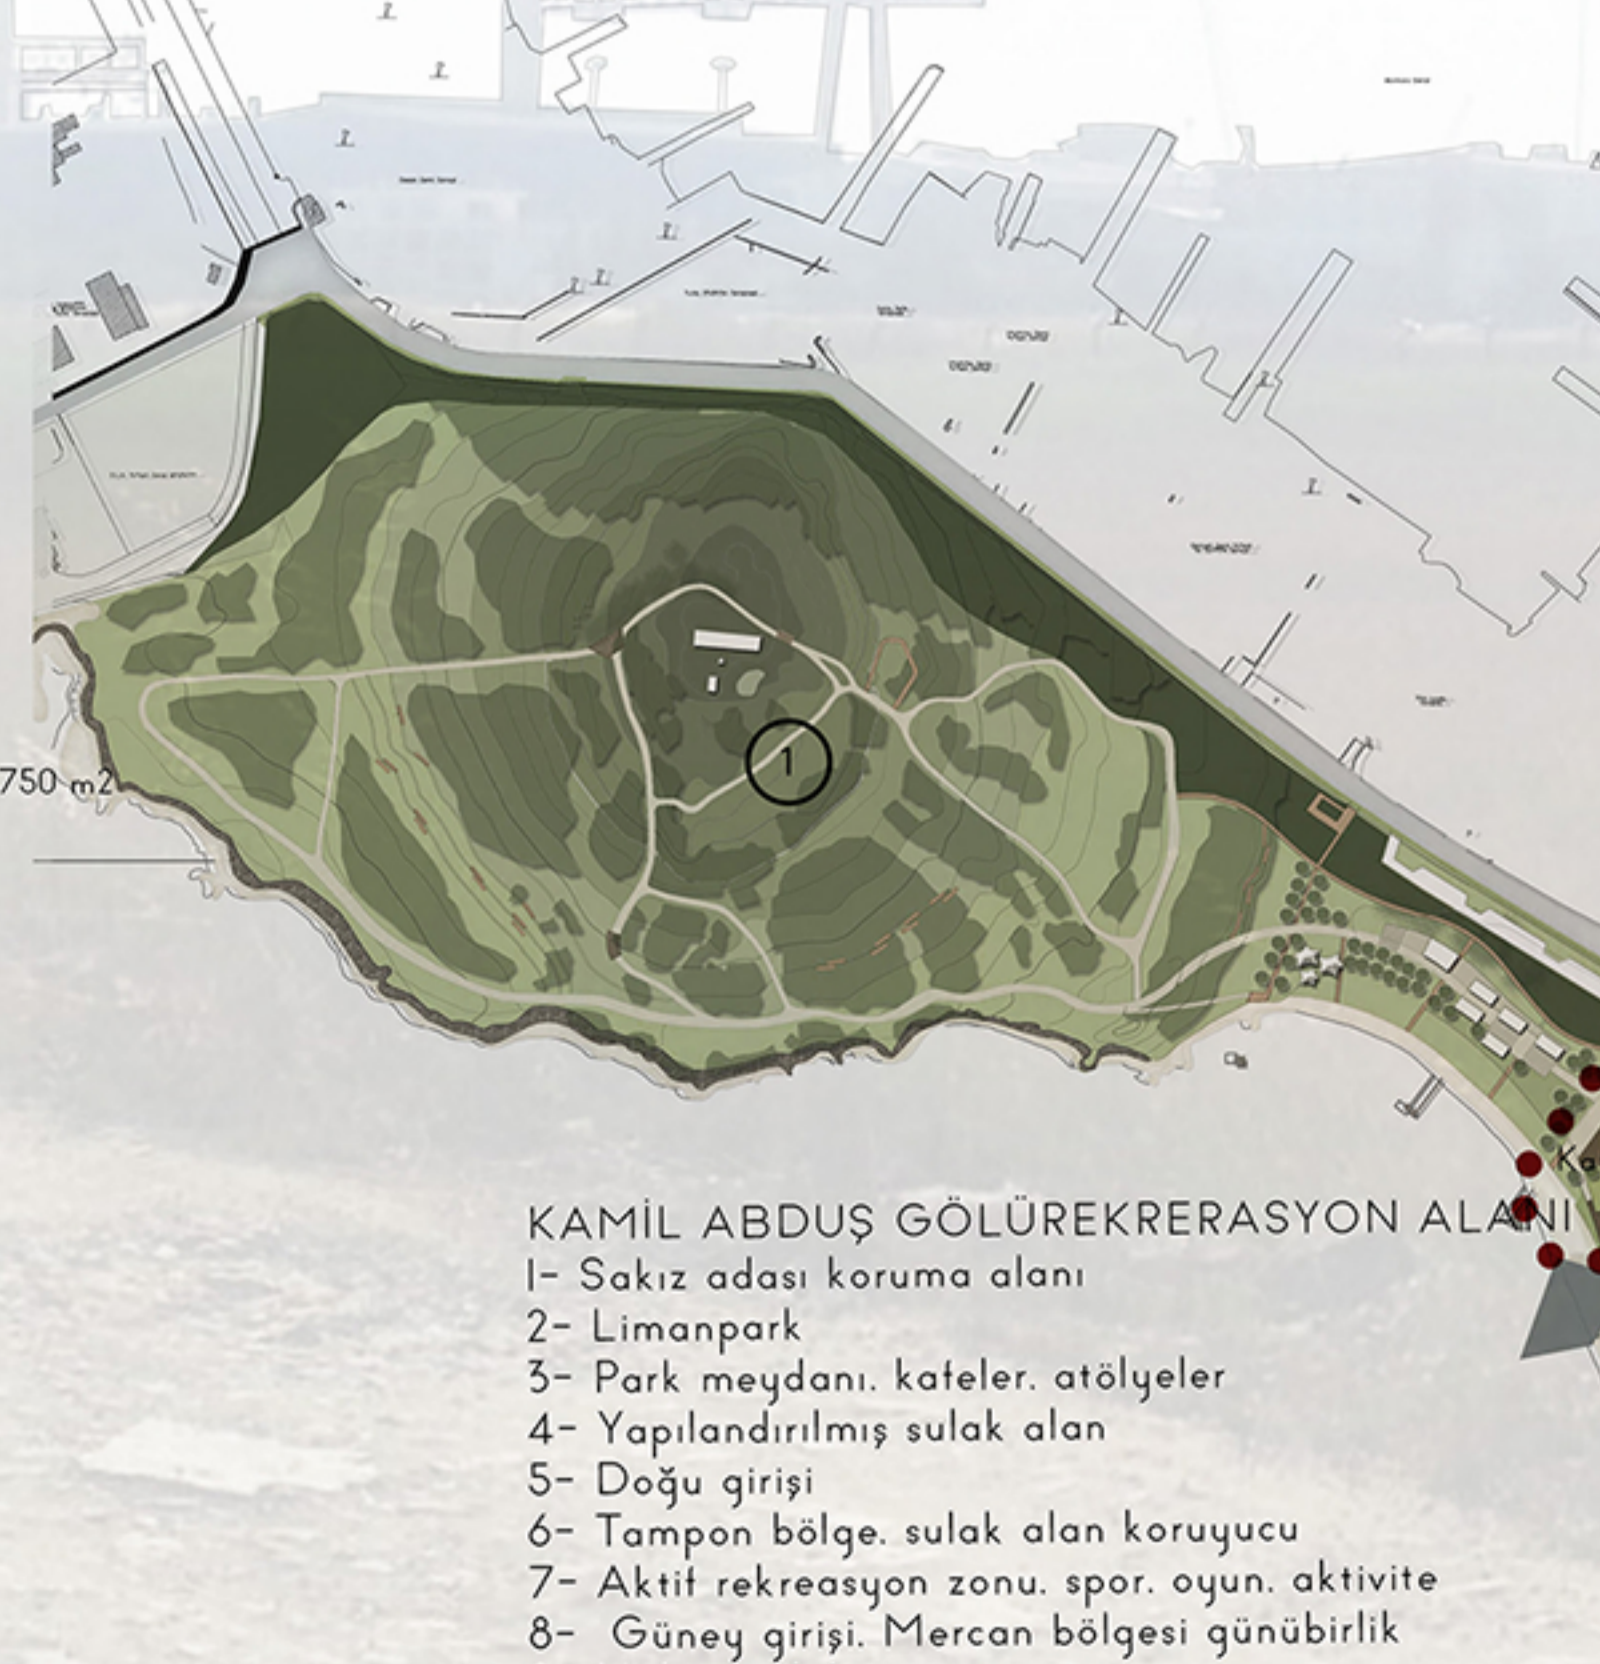 1
750 m2
Ka
KAMİL ABDUŞ GÖLÜREKRERASYON ALANI
1- Sakız adası koruma alanı
2- Limanpark
3- Park meydanı. kafeler. atölyeler
4- Yapılandırılmış sulak alan
5- Doğu girişi
6- Tampon bölge. sulak alan koruyucu
7- Aktif rekreasyon zonu. spor. oyun. aktivite
8- Güney girişi. Mercan bölgesi günübirlik